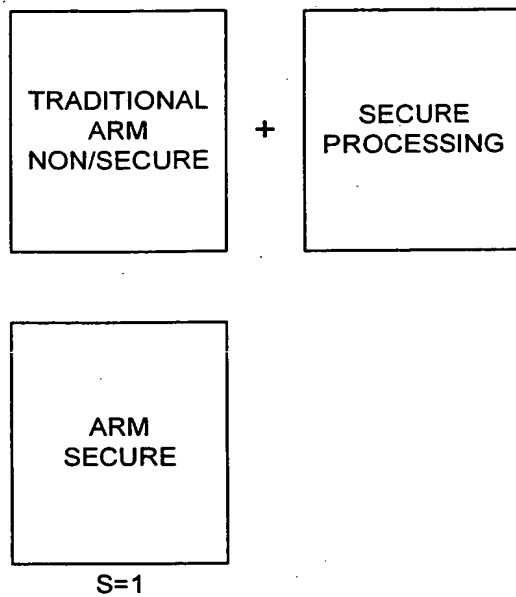 TRADITIONAL
ARM
NON/SECURE
+
SECURE
PROCESSING
ARM
SECURE
S=1